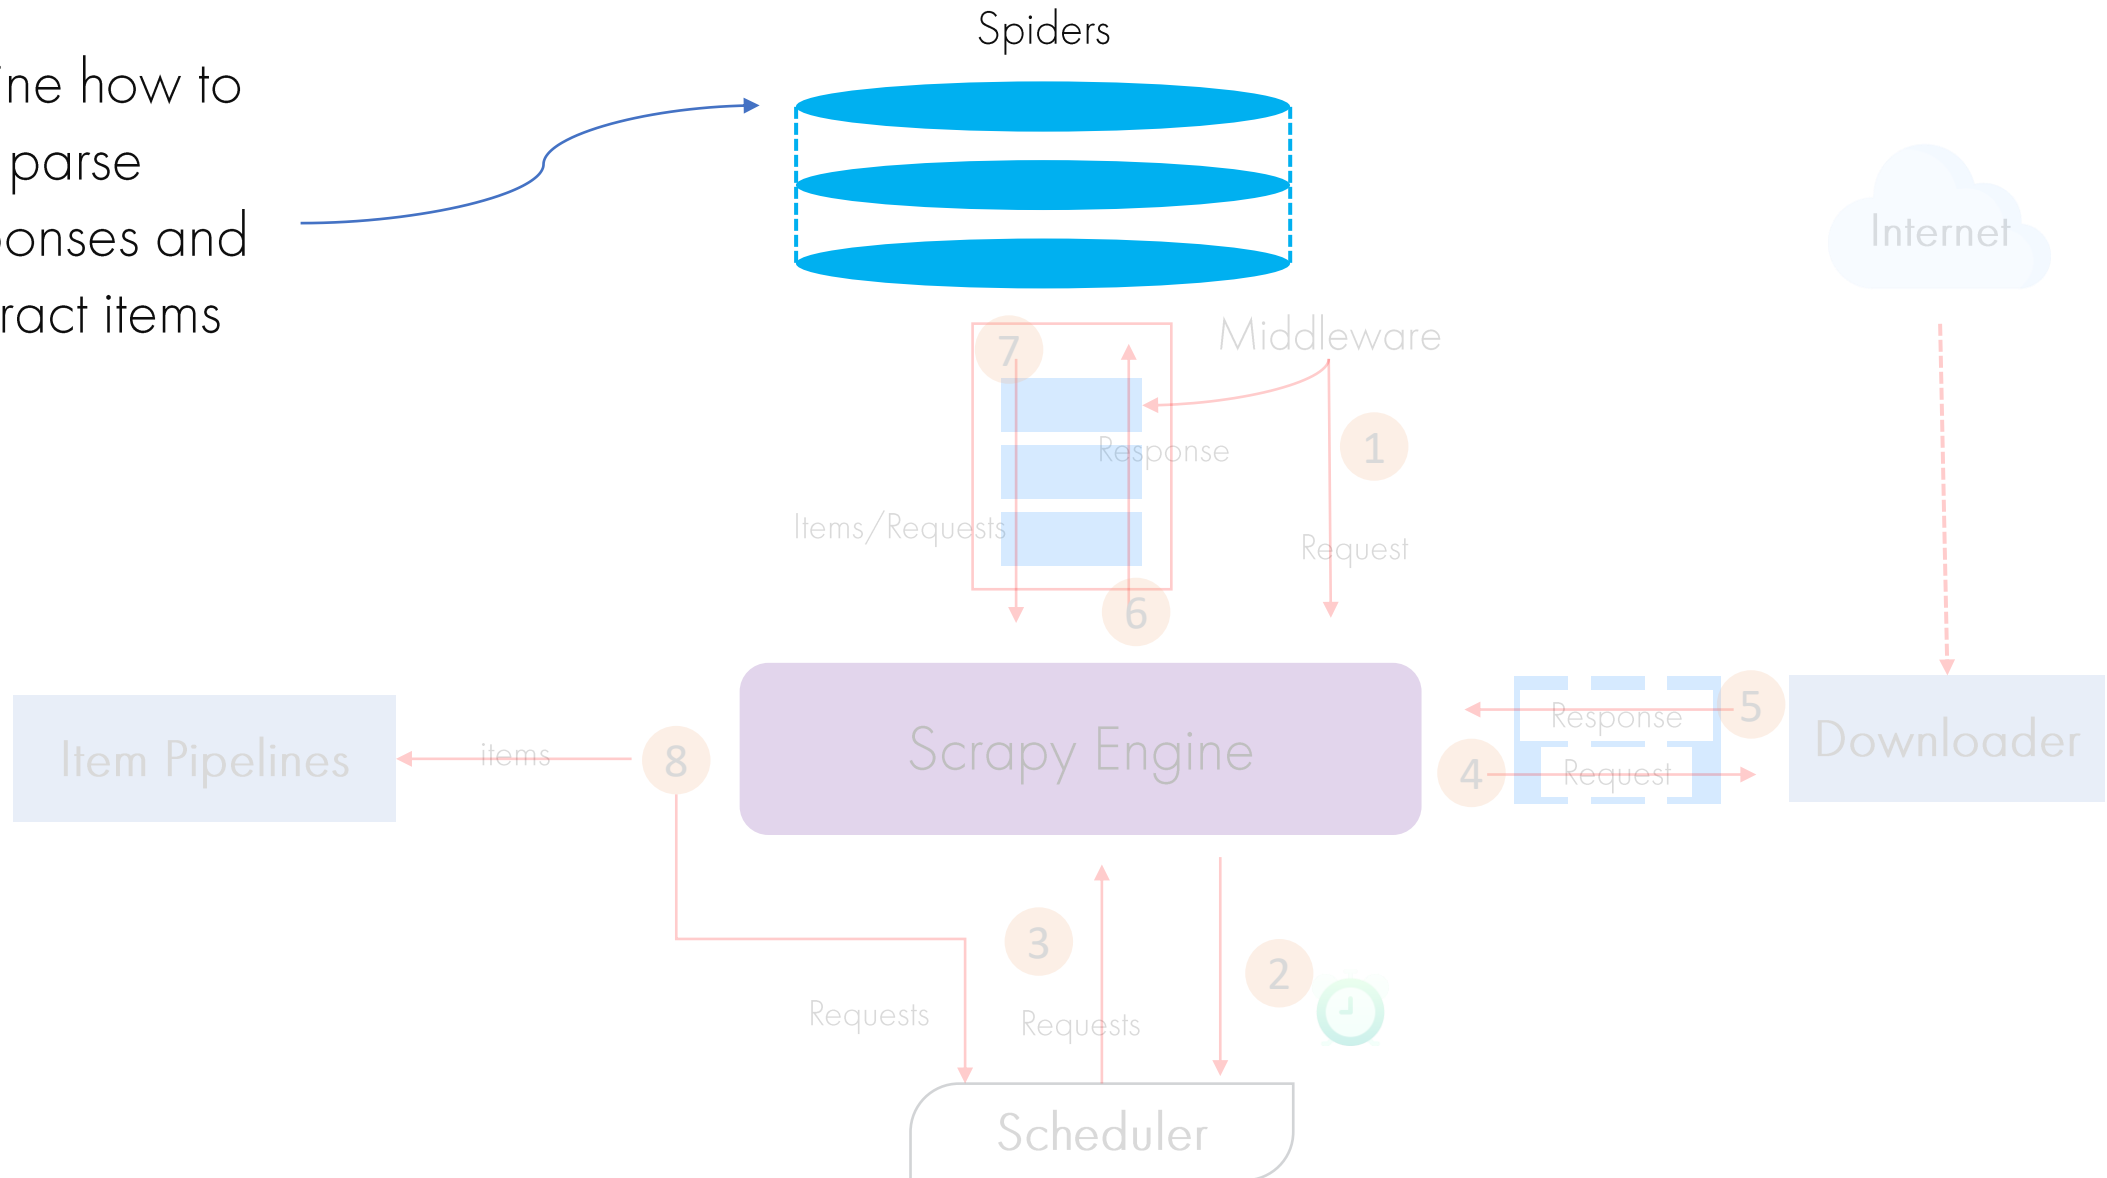 Spiders
ine how to
parse
onses and
ract items
Internet
Middleware
7
1
Response
Items/Requests
Request
6
5
Response
Scrapy Engine
Downloader
Item Pipelines
items
8
4
Request
3
2
Requests
Requests
Scheduler